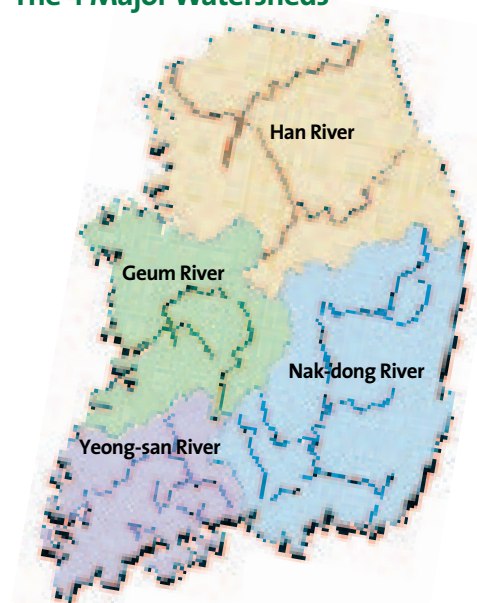 The 4 Major Watersheds
Han River
Geum River
Nak-dong River
Yeong-san River